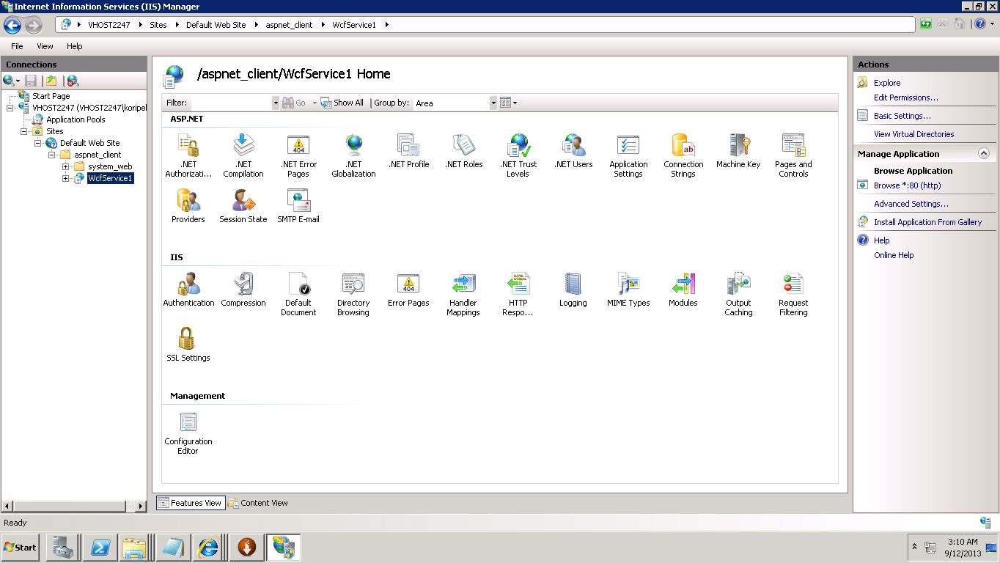 Internet Information Services (IIS) Manager
VHOST2247 Sites Default Web Site aspnet_client WcfService1
File View Help
Connections
Start Page
VHOST2247 (VHOST2247\koripel
Application Pools
Sites
Default Web Site
aspnet_client
system_web
WcfService1
/aspnet_client/WcfService1 Home
Filter: Go Show All Group by: Area
ASP.NET
.NET Authorizati...
.NET Compilation
.NET Error Pages
.NET Globalization
.NET Profile
.NET Roles
.NET Trust Levels
.NET Users
Application Settings
Connection Strings
Machine Key
Pages and Controls
Providers
Session State
SMTP E-mail
IIS
Authentication
Compression
Default Document
Directory Browsing
Error Pages
Handler Mappings
HTTP Respo...
Logging
MIME Types
Modules
Output Caching
Request Filtering
SSL Settings
Management
Configuration Editor
Features View Content View
Actions
Explore
Edit Permissions...
Basic Settings...
View Virtual Directories
Manage Application
Browse Application
Browse *:80 (http)
Advanced Settings...
Install Application From Gallery
Help
Online Help
Ready
Start
3:10 AM
9/12/2013